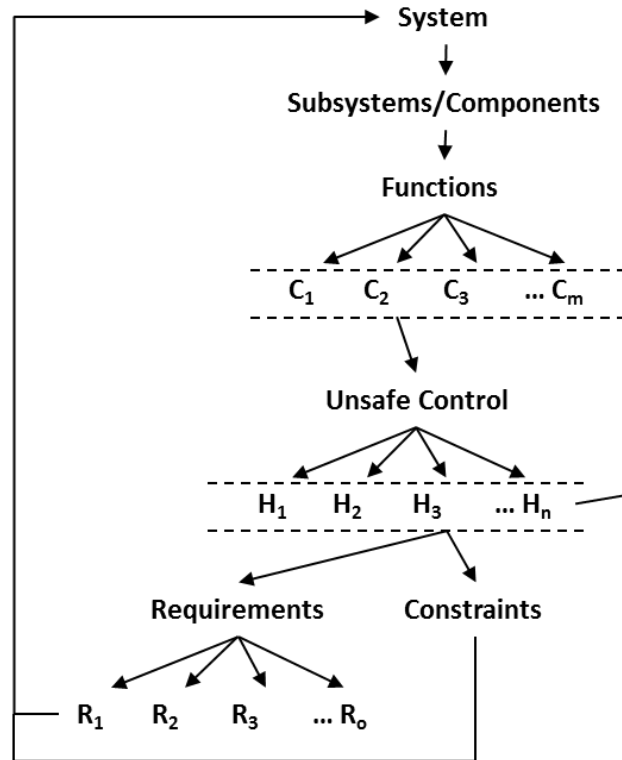 System
Subsystems/Components
Functions
C₁ C₂ C₃ ... Cₘ
Unsafe Control
H₁ H₂ H₃ ... Hₙ
Requirements Constraints
R₁ R₂ R₃ ... Rₒ